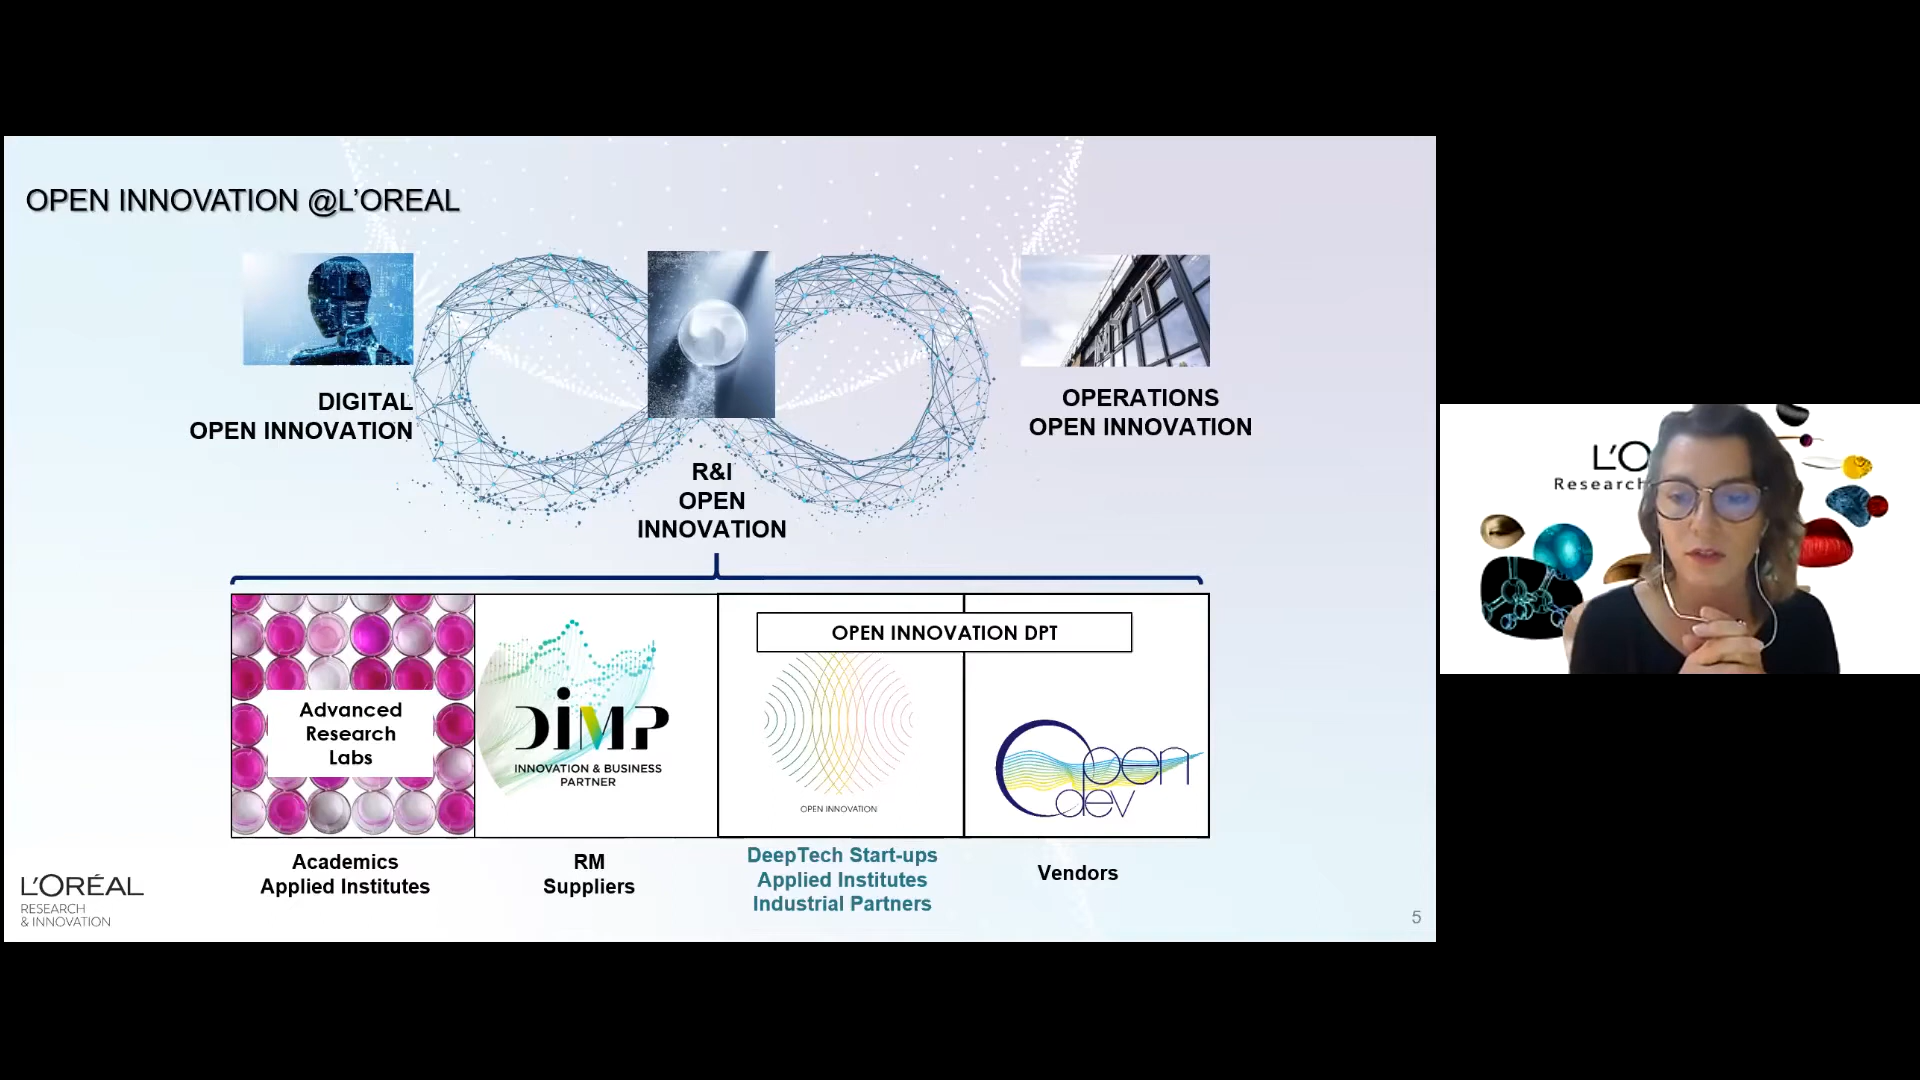 OPEN INNOVATION @L'OREAL
DIGITAL
OPEN INNOVATION
R&I
OPEN
INNOVATION
OPERATIONS
OPEN INNOVATION
Advanced
Research
Labs
DIMP
INNOVATION & BUSINESS
PARTNER
OPEN INNOVATION DPT
OPEN INNOVATION
Open
dev
Academics
Applied Institutes
RM
Suppliers
DeepTech Start-ups
Applied Institutes
Industrial Partners
Vendors
L'ORÉAL
RESEARCH
& INNOVATION
5
L'O
Research